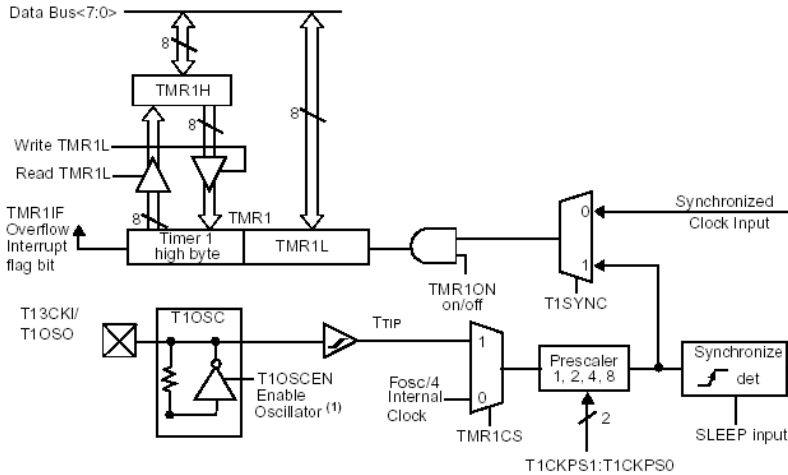 Data Bus<7:0>
8
TMR1H
8
8
Write TMR1L
Read TMR1L
8
TMR1
TMR1IF
Overflow
Interrupt
flag bit
Timer 1
high byte
TMR1L
TMR1ON
on/off
0
1
T1SYNC
Synchronized
Clock Input
T13CKI/
T1OSO
T1OSC
T1OSCEN
Enable
Oscillator (1)
TTIP
1
0
Fosc/4
Internal
Clock
TMR1CS
Prescaler
1, 2, 4, 8
2
T1CKPS1:T1CKPS0
Synchronize
det
SLEEP input